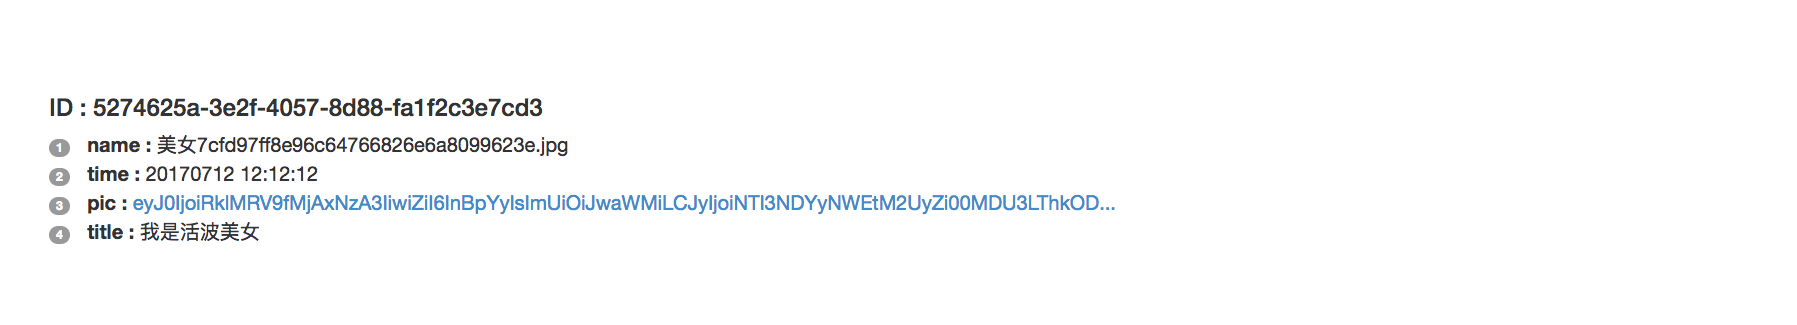 ID : 5274625a-3e2f-4057-8d88-fa1f2c3e7cd3
1 name : 美女7cfd97ff8e96c64766826e6a8099623e.jpg
2 time : 20170712 12:12:12
3 pic : eyJ0IjoiRklMRV9fMjAxNzA3IiwiZiI6InBpYyIsImUiOiJwaWMiLCJyIjoiNTI3NDYyNWEtM2UyZi00MDU3LThkOD...
4 title : 我是活波美女